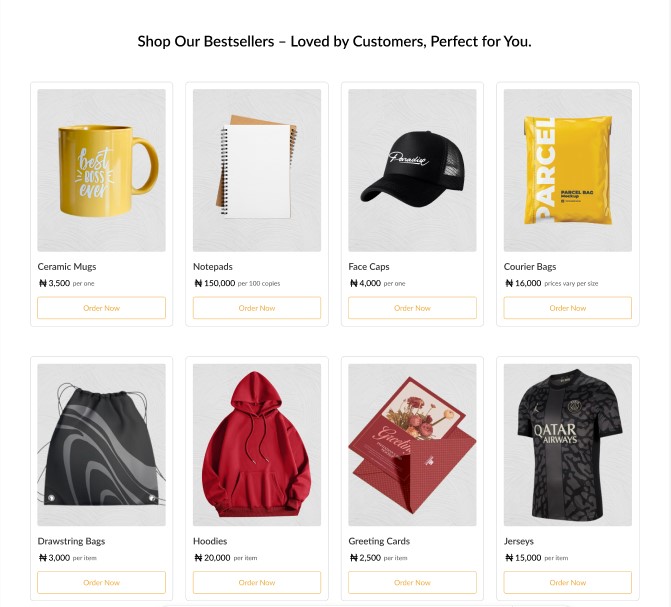 Shop Our Bestsellers – Loved by Customers, Perfect for You.
best
BOSS
ever
Paradise
PARCEL
PARCEL BAG
Mockup
Ceramic Mugs
₦ 3,500 per one
Order Now
Notepads
₦ 150,000 per 100 copies
Order Now
Face Caps
₦ 4,000 per one
Order Now
Courier Bags
₦ 16,000 prices vary per size
Order Now
QATAR
AIRWAYS
Drawstring Bags
₦ 3,000 per item
Order Now
Hoodies
₦ 20,000 per item
Order Now
Greeting Cards
₦ 2,500 per item
Order Now
Jerseys
₦ 15,000 per item
Order Now